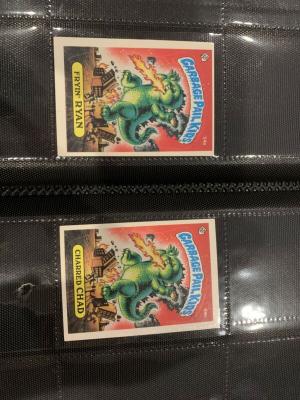 GARBAGE PAIL KIDS
FRYIN' RYAN
GARBAGE PAIL KIDS
CHARRED CHAD